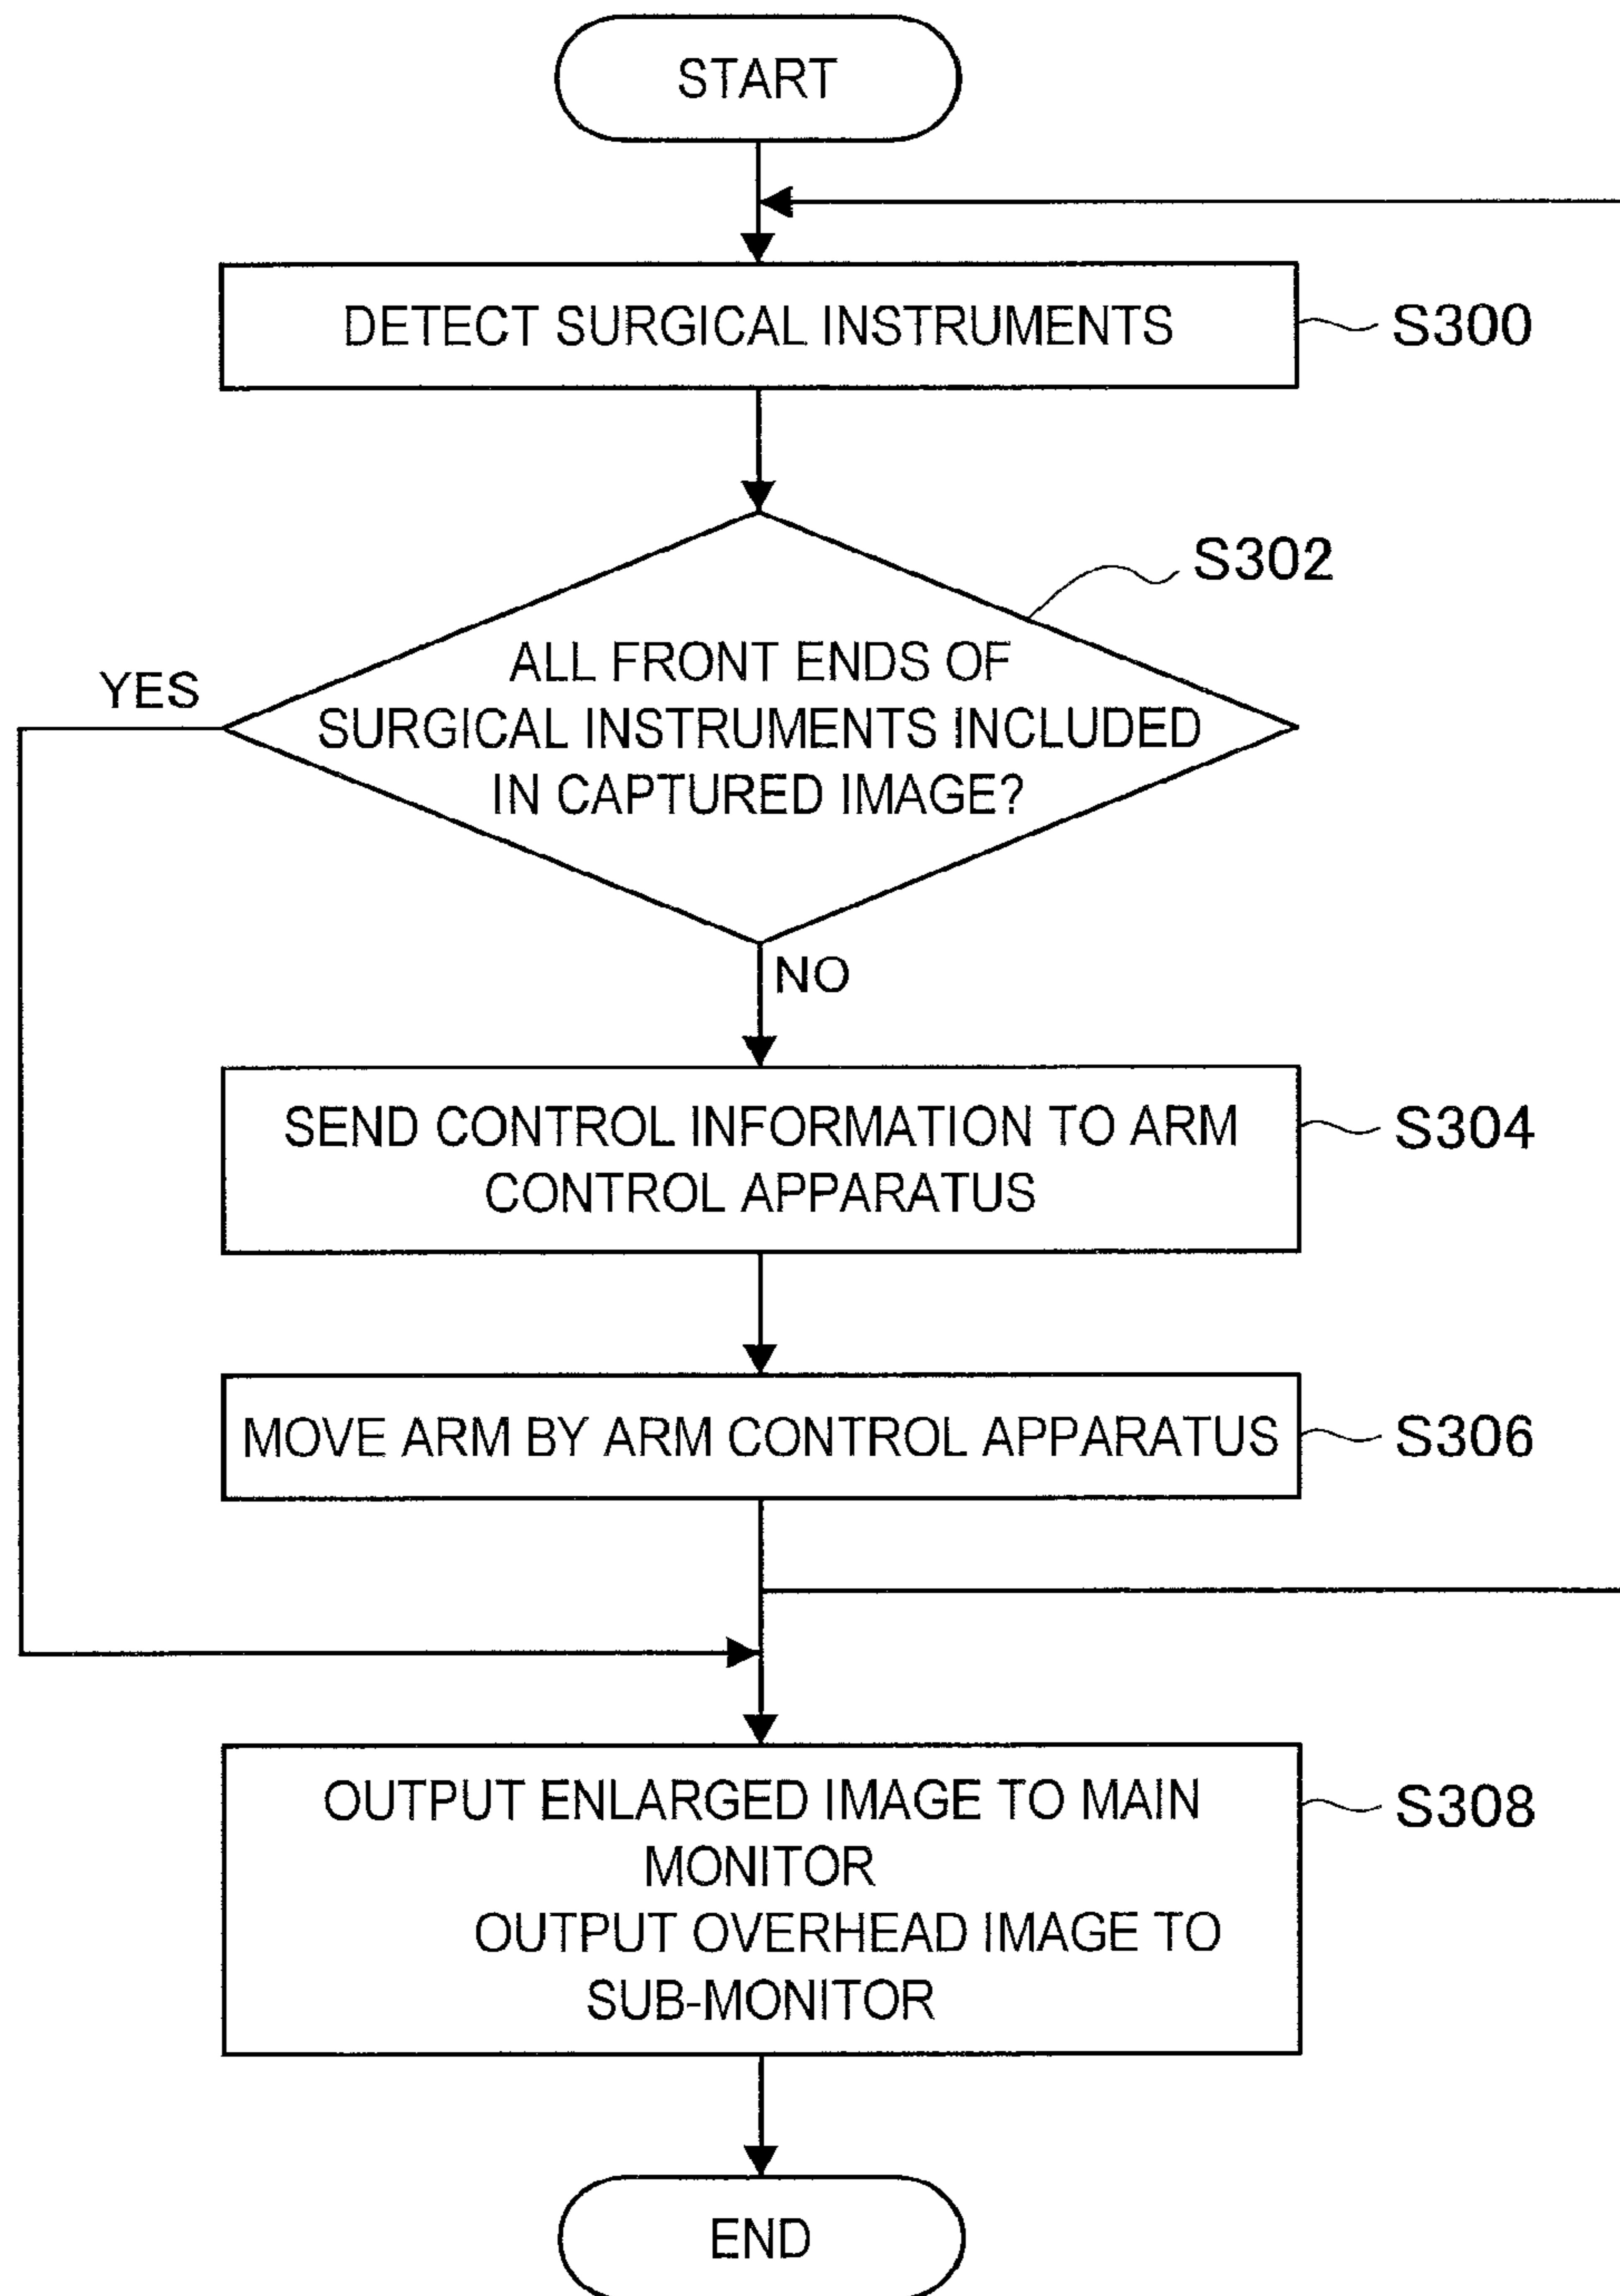 START
DETECT SURGICAL INSTRUMENTS
S300
S302
ALL FRONT ENDS OF
SURGICAL INSTRUMENTS INCLUDED
IN CAPTURED IMAGE?
YES
NO
SEND CONTROL INFORMATION TO ARM
CONTROL APPARATUS
S304
MOVE ARM BY ARM CONTROL APPARATUS
S306
OUTPUT ENLARGED IMAGE TO MAIN
MONITOR
OUTPUT OVERHEAD IMAGE TO
SUB-MONITOR
S308
END